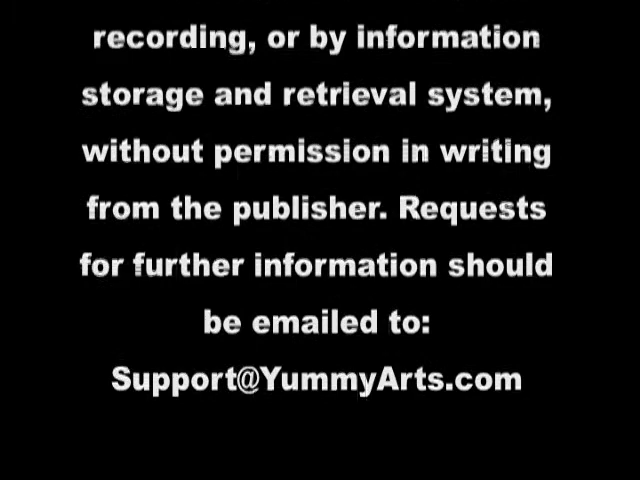 recording, or by information
storage and retrieval system,
without permission in writing
from the publisher. Requests
for further information should
be emailed to:
Support@YummyArts.com